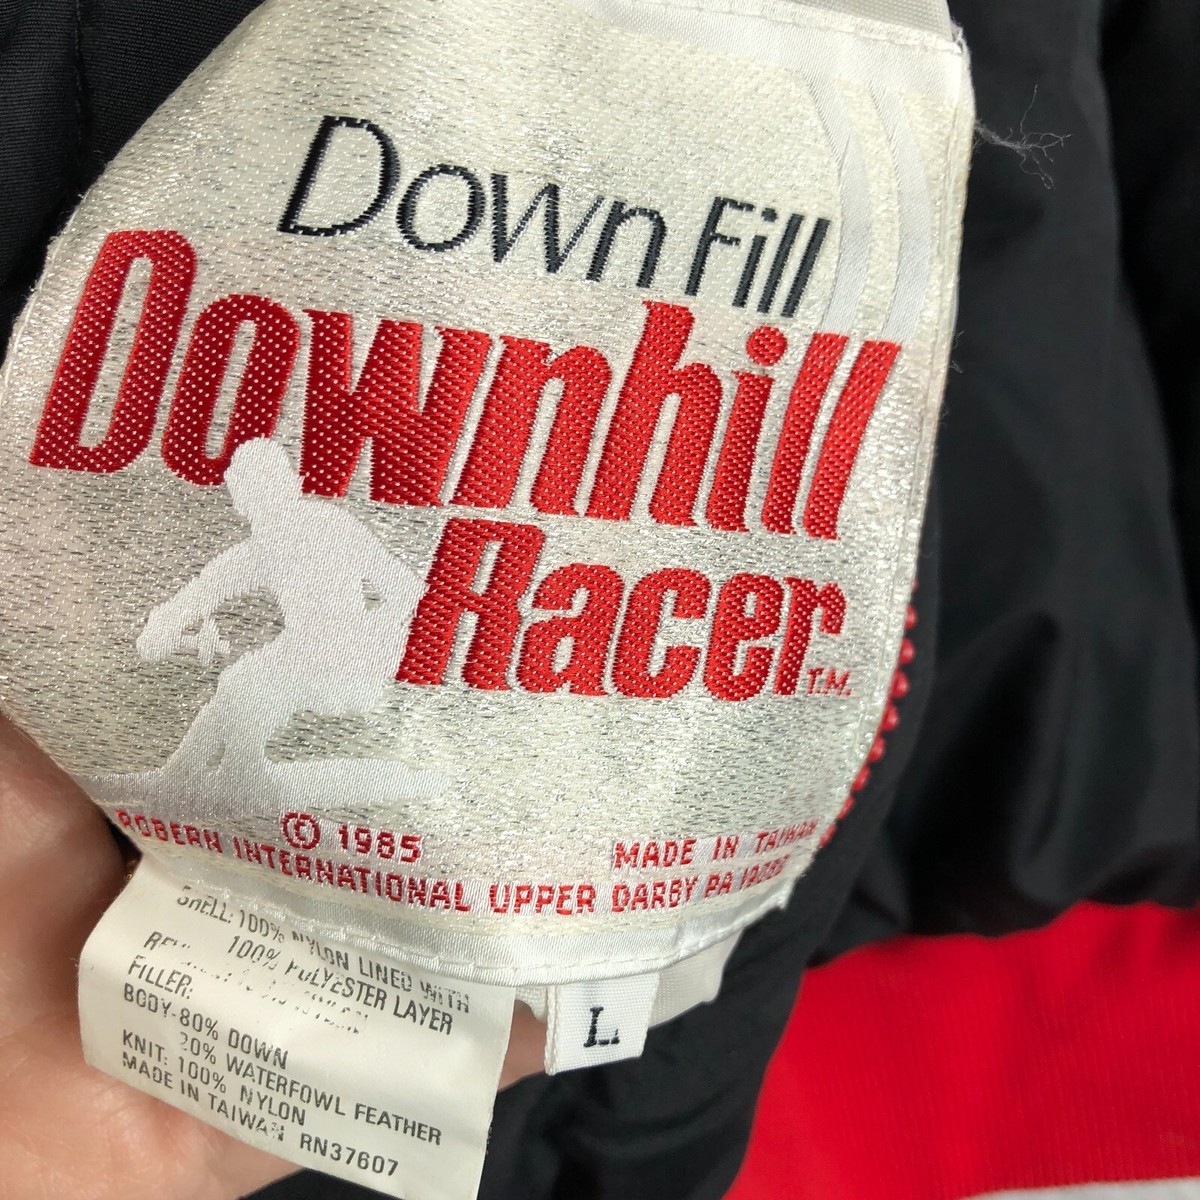 Down Fill
Downhill
Racer T.M.
© 1985
MADE IN TAIWAN
ROBERN INTERNATIONAL UPPER DARBY PA 19082
SHELL: 100% NYLON LINED WITH
100% POLYESTER LAYER
FILLER:
BODY-80% DOWN
20% WATERFOWL FEATHER
KNIT: 100% NYLON
MADE IN TAIWAN RN37607
L